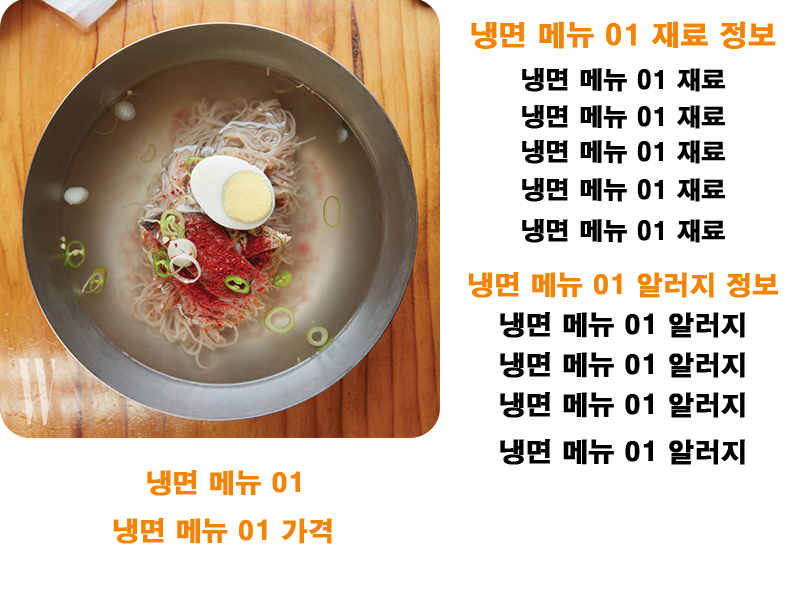 냉면 메뉴 01 재료 정보
냉면 메뉴 01 재료
냉면 메뉴 01 재료
냉면 메뉴 01 재료
냉면 메뉴 01 재료
냉면 메뉴 01 재료
냉면 메뉴 01 알러지 정보
냉면 메뉴 01 알러지
냉면 메뉴 01 알러지
냉면 메뉴 01 알러지
냉면 메뉴 01 알러지
W
냉면 메뉴 01
냉면 메뉴 01 가격